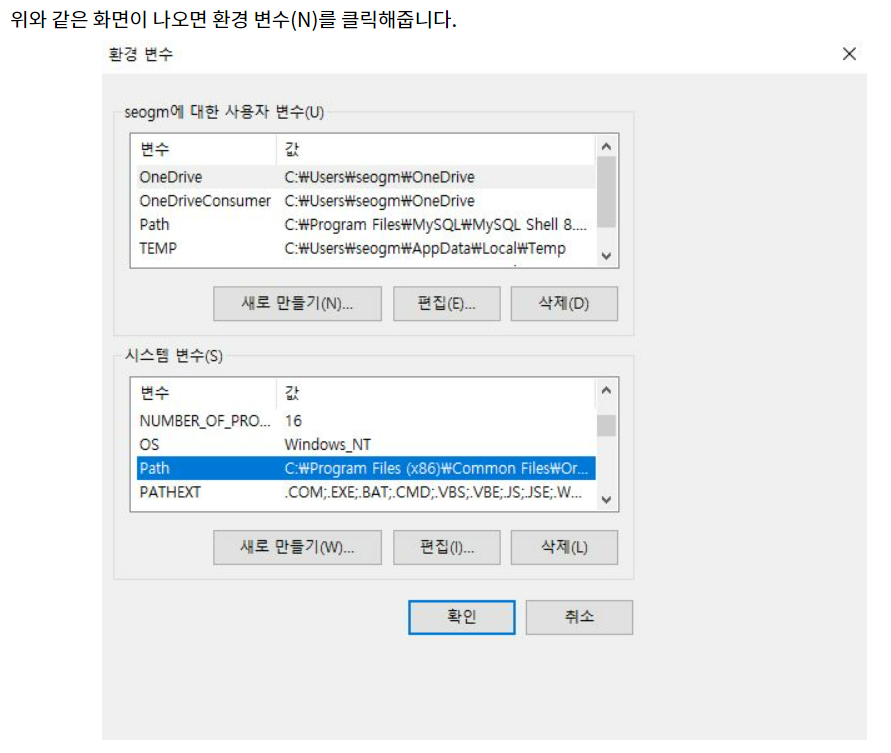 위와 같은 화면이 나오면 환경 변수(N)를 클릭해줍니다.
환경 변수
seogm에 대한 사용자 변수(U)
변수 값
OneDrive C:₩Users₩seogm₩OneDrive
OneDriveConsumer C:₩Users₩seogm₩OneDrive
Path C:₩Program Files₩MySQL₩MySQL Shell 8....
TEMP C:₩Users₩seogm₩AppData₩Local₩Temp
새로 만들기(N)... 편집(E)... 삭제(D)
시스템 변수(S)
변수 값
NUMBER_OF_PRO... 16
OS Windows_NT
Path C:₩Program Files (x86)₩Common Files₩Or...
PATHEXT .COM;.EXE;.BAT;.CMD;.VBS;.VBE;.JS;.JSE;.W...
새로 만들기(W)... 편집(I)... 삭제(L)
확인 취소